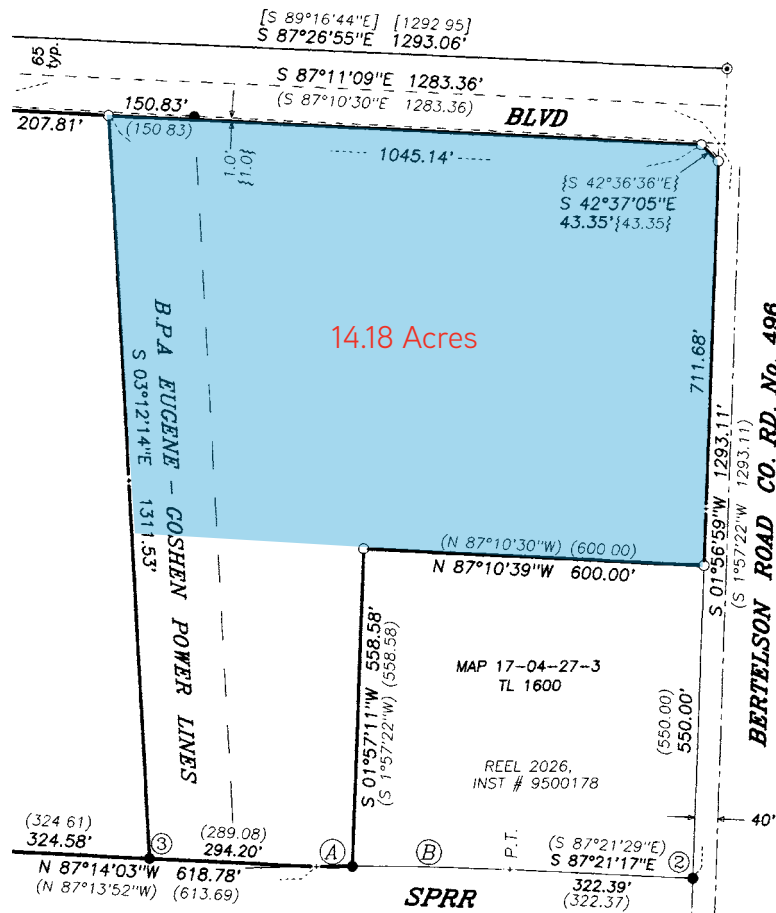 [S 89°16'44"E] [1292 95]
S 87°26'55"E 1293.06'
65
typ.
S 87°11'09"E 1283.36'
(S 87°10'30"E 1283.36)
150.83'
BLVD
207.81'
(150 83)
1045.14'
{0.1}
1.0'
{S 42°36'36"E}
S 42°37'05"E
43.35' {43.35}
14.18 Acres
711.68'
B.P.A EUGENE - GOSHEN POWER LINES
S 03°12'14"E 1311.53'
S 01°56'59"W 1293.11'
(S 1°57'22"W 1293.11)
BERTELSON ROAD CO. RD. No. 496
(N 87°10'30"W) (600 00)
N 87°10'39"W 600.00'
S 01°57'11"W 558.58'
(S 1°57'22"W) (558.58)
MAP 17-04-27-3
TL 1600
(550.00)
550.00'
REEL 2026,
INST # 9500178
40'
(324 61)
324.58'
3
(289.08)
294.20'
A
B
P.T.
(S 87°21'29"E)
S 87°21'17"E
2
N 87°14'03"W 618.78'
(N 87°13'52"W) (613.69)
322.39'
(322.37)
SPRR